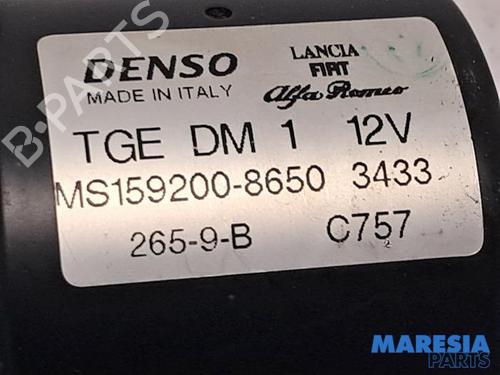 DENSO
MADE IN ITALY
LANCIA
FIAT
Alfa Romeo
TGE DM 1 12V
MS159200-8650 3433
265-9-B C757
B-PARTS
MARESIA
PARTS